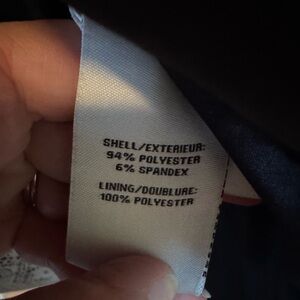 SHELL/EXTERIEUR:
94% POLYESTER
6% SPANDEX
LINING/DOUBLURE:
100% POLYESTER